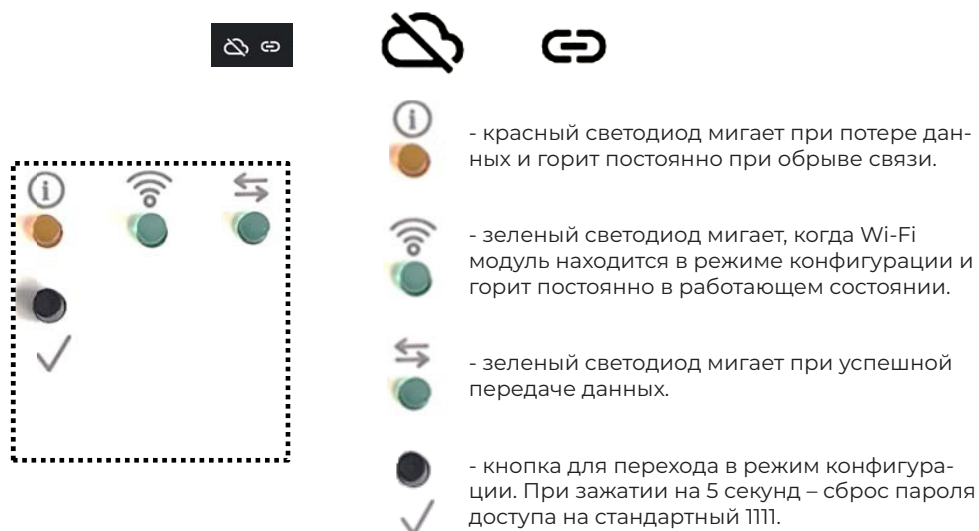 - красный светодиод мигает при потере дан-
ных и горит постоянно при обрыве связи.
- зеленый светодиод мигает, когда Wi-Fi
модуль находится в режиме конфигурации и
горит постоянно в работающем состоянии.
- зеленый светодиод мигает при успешной
передаче данных.
- кнопка для перехода в режим конфигура-
ции. При зажатии на 5 секунд – сброс пароля
доступа на стандартный 1111.